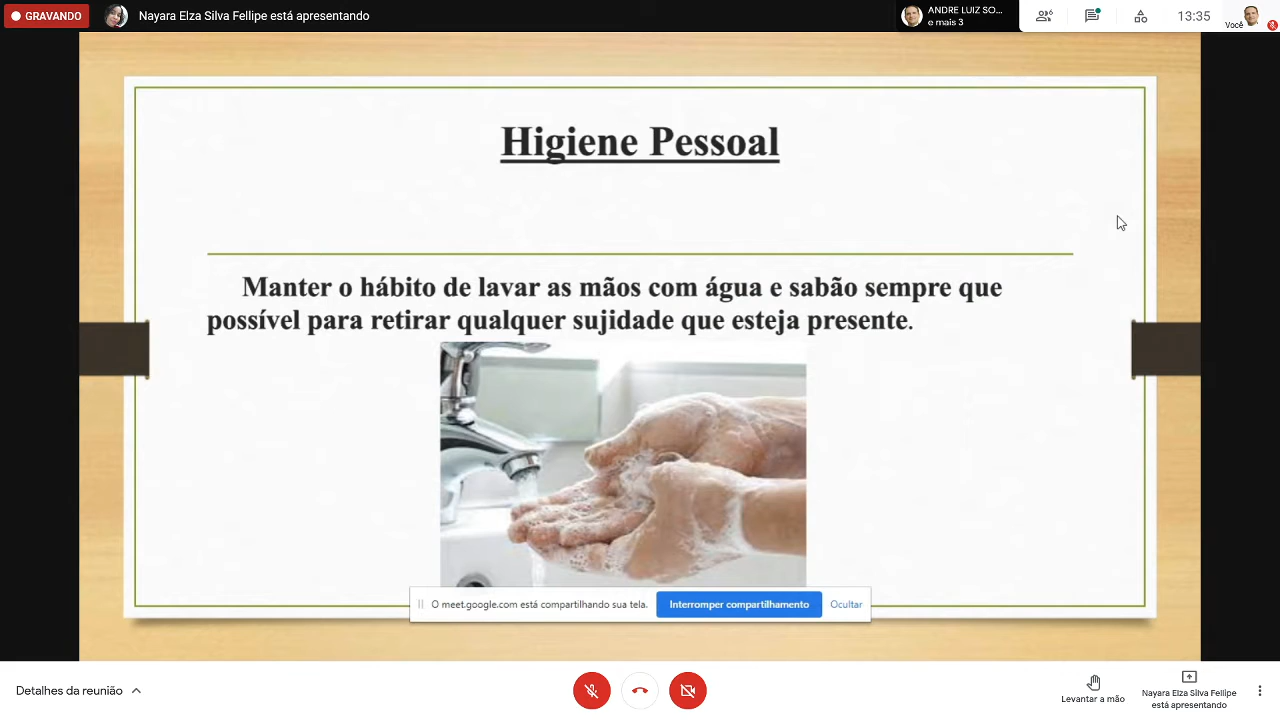 GRAVANDO
Nayara Elza Silva Fellipe está apresentando
ANDRE LUIZ SO...
e mais 3
6
13:35
Você
Higiene Pessoal
Manter o hábito de lavar as mãos com água e sabão sempre que
possível para retirar qualquer sujidade que esteja presente.
O meet.google.com está compartilhando sua tela.
Interromper compartilhamento
Ocultar
Detalhes da reunião
Levantar a mão
Nayara Elza Silva Fellipe
está apresentando